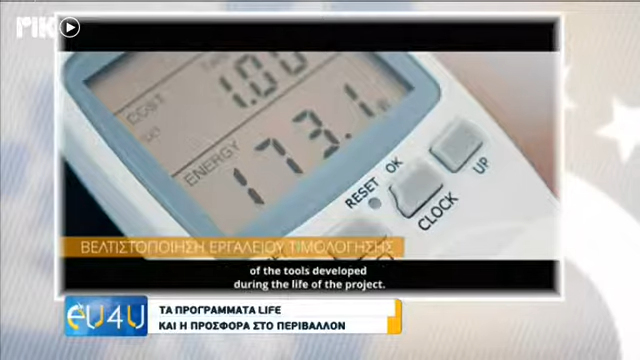 ΡΙΚ
1.00
COST
ENERGY
173.1
RESET
OK
UP
CLOCK
ΒΕΛΤΙΣΤΟΠΟΙΗΣΗ ΕΡΓΑΛΕΙΟΥ ΤΙΜΟΛΟΓΗΣΗΣ
of the tools developed
during the life of the project.
EU4U
ΤΑ ΠΡΟΓΡΑΜΜΑΤΑ LIFE
ΚΑΙ Η ΠΡΟΣΦΟΡΑ ΣΤΟ ΠΕΡΙΒΑΛΛΟΝ